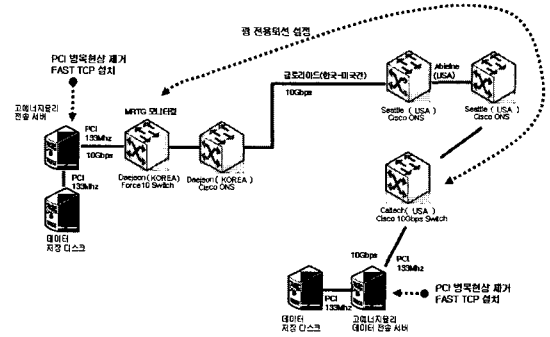 광 전용회선 설정
PCI 병목현상 제거
FAST TCP 설치
고에너지물리
전송 서버
MRTG 모니터링
글로리아드(한국-미국간)
10Gbps
Abilene
(USA)
Seattle ( USA )
Cisco ONS
Seattle ( USA )
Cisco ONS
PCI
133Mhz
10Gbps
Daejeon(KOREA)
Force10 Switch
Daejeon ( KOREA )
Cisco ONS
PCI
133Mhz
데이터
저장 디스크
Caltech ( USA )
Cisco 10Gbps Switch
10Gbps
PCI
133Mhz
PCI 병목현상 제거
FAST TCP 설치
PCI
133Mhz
데이터
저장 디스크
고에너지물리
데이터 전송 서버